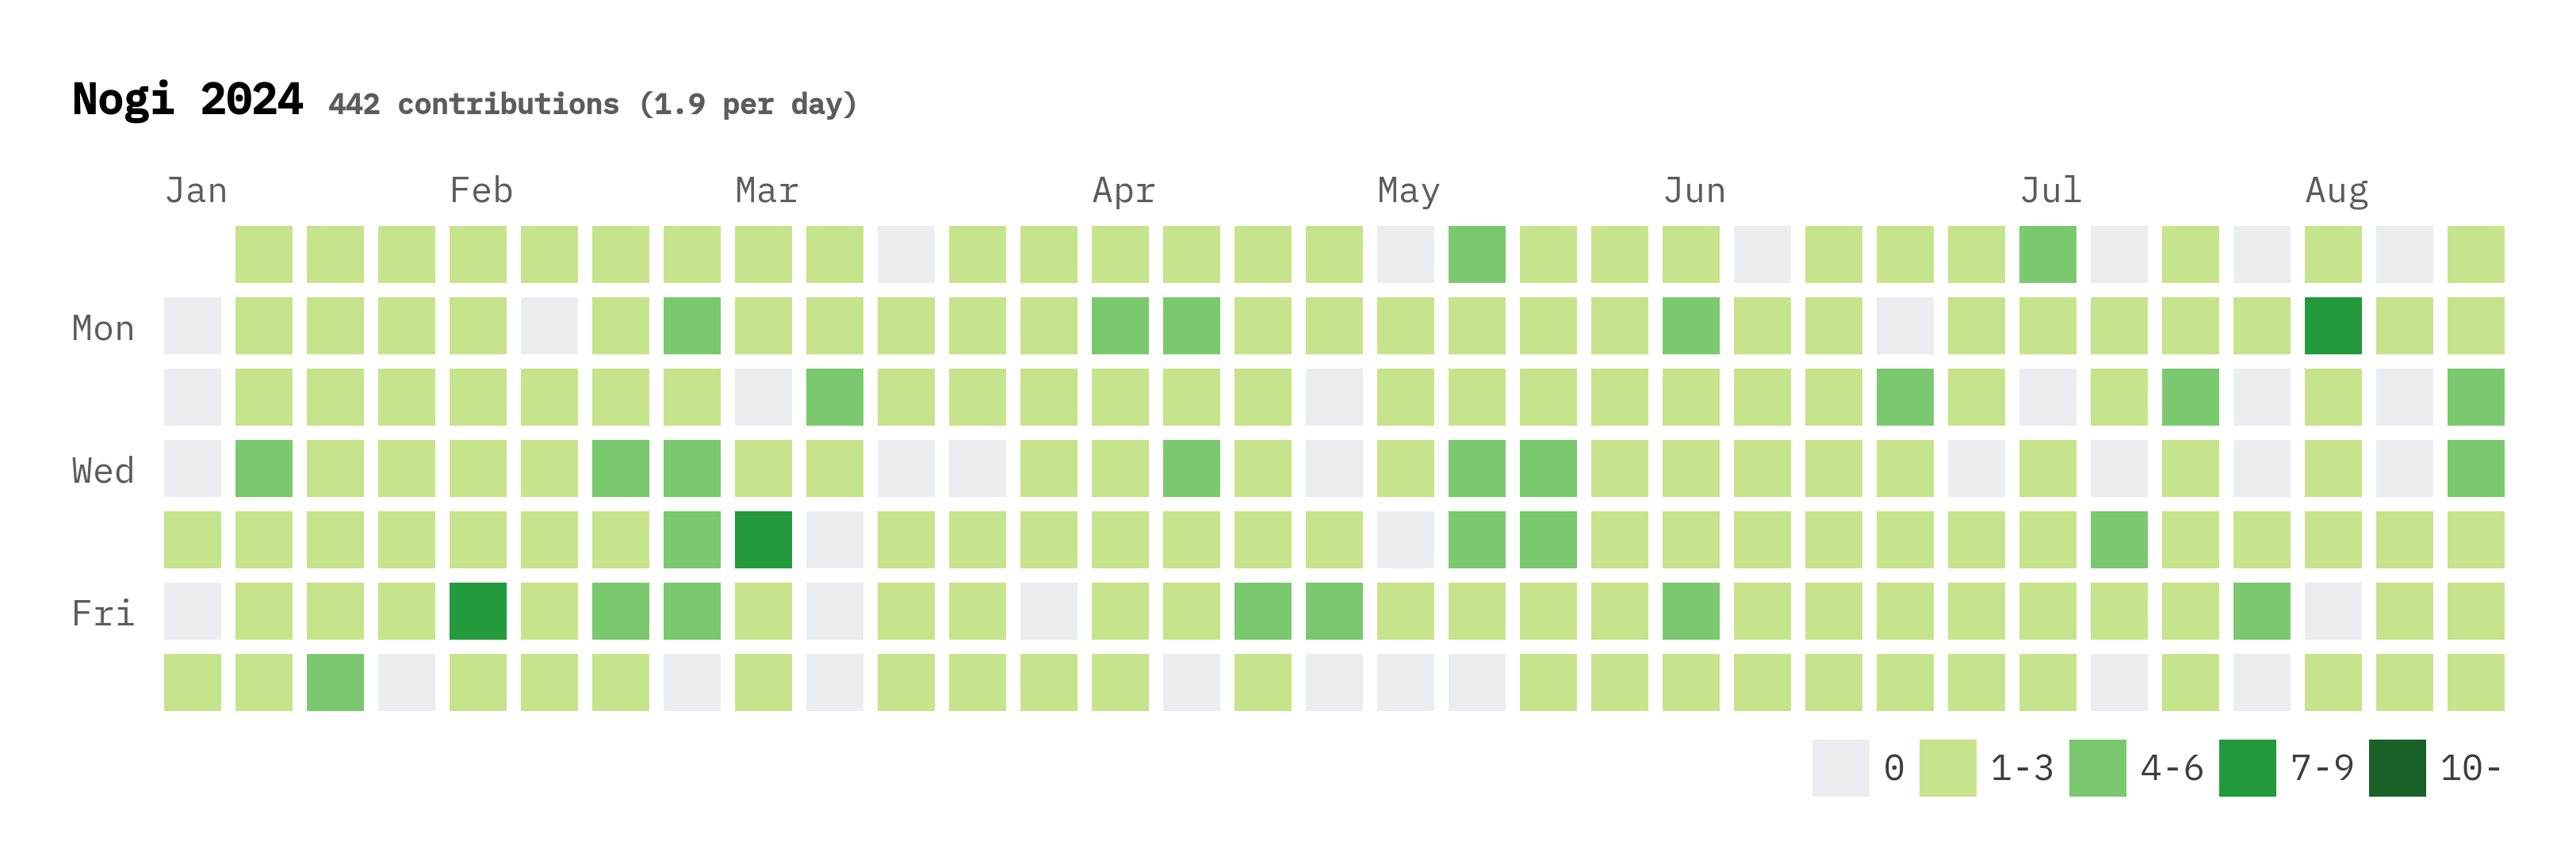 Nogi 2024 442 contributions (1.9 per day)
Jan Feb Mar Apr May Jun Jul Aug
Mon
Wed
Fri
0 1-3 4-6 7-9 10-